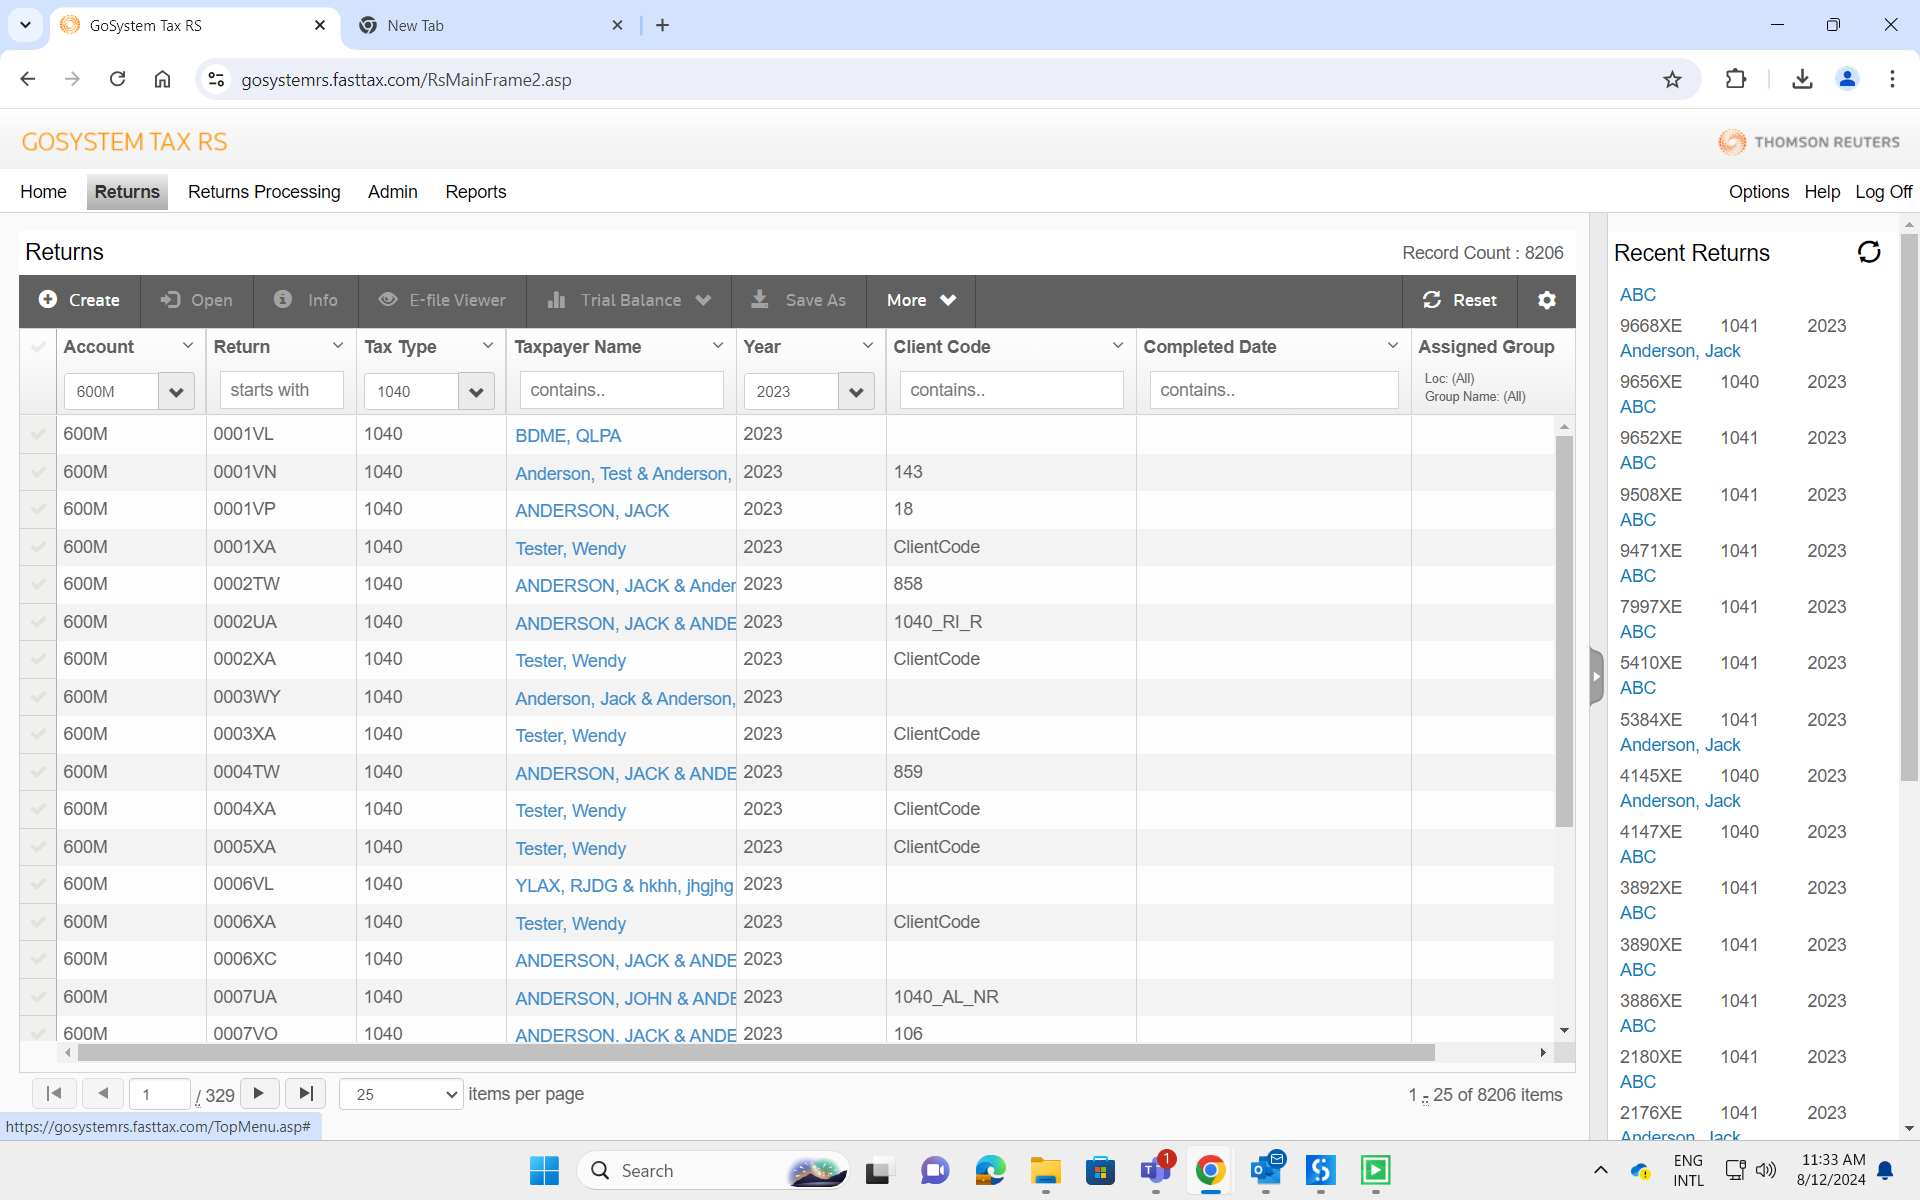 GoSystem Tax RS
New Tab
gosystemrs.fasttax.com/RsMainFrame2.asp
GOSYSTEM TAX RS
THOMSON REUTERS
Home Returns Returns Processing Admin Reports Options Help Log Off
Returns
Record Count : 8206
Create Open Info E-file Viewer Trial Balance Save As More Reset
Account Return Tax Type Taxpayer Name Year Client Code Completed Date Assigned Group
600M starts with 1040 contains.. 2023 contains.. contains.. Loc: (All)
Group Name: (All)
600M 0001VL 1040 BDME, QLPA 2023
600M 0001VN 1040 Anderson, Test & Anderson, 2023 143
600M 0001VP 1040 ANDERSON, JACK 2023 18
600M 0001XA 1040 Tester, Wendy 2023 ClientCode
600M 0002TW 1040 ANDERSON, JACK & Ander 2023 858
600M 0002UA 1040 ANDERSON, JACK & ANDE 2023 1040_RI_R
600M 0002XA 1040 Tester, Wendy 2023 ClientCode
600M 0003WY 1040 Anderson, Jack & Anderson, 2023
600M 0003XA 1040 Tester, Wendy 2023 ClientCode
600M 0004TW 1040 ANDERSON, JACK & ANDE 2023 859
600M 0004XA 1040 Tester, Wendy 2023 ClientCode
600M 0005XA 1040 Tester, Wendy 2023 ClientCode
600M 0006VL 1040 YLAX, RJDG & hkhh, jhgjhg 2023
600M 0006XA 1040 Tester, Wendy 2023 ClientCode
600M 0006XC 1040 ANDERSON, JACK & ANDE 2023
600M 0007UA 1040 ANDERSON, JOHN & ANDE 2023 1040_AL_NR
600M 0007VO 1040 ANDERSON, JACK & ANDE 2023 106
1 / 329 25 items per page
1 - 25 of 8206 items
Recent Returns
ABC
9668XE 1041 2023
Anderson, Jack
9656XE 1040 2023
ABC
9652XE 1041 2023
ABC
9508XE 1041 2023
ABC
9471XE 1041 2023
ABC
7997XE 1041 2023
ABC
5410XE 1041 2023
ABC
5384XE 1041 2023
Anderson, Jack
4145XE 1040 2023
Anderson, Jack
4147XE 1040 2023
ABC
3892XE 1041 2023
ABC
3890XE 1041 2023
ABC
3886XE 1041 2023
ABC
2180XE 1041 2023
ABC
2176XE 1041 2023
Anderson, Jack
https://gosystemrs.fasttax.com/TopMenu.asp#
Search
1
ENG
INTL
11:33 AM
8/12/2024